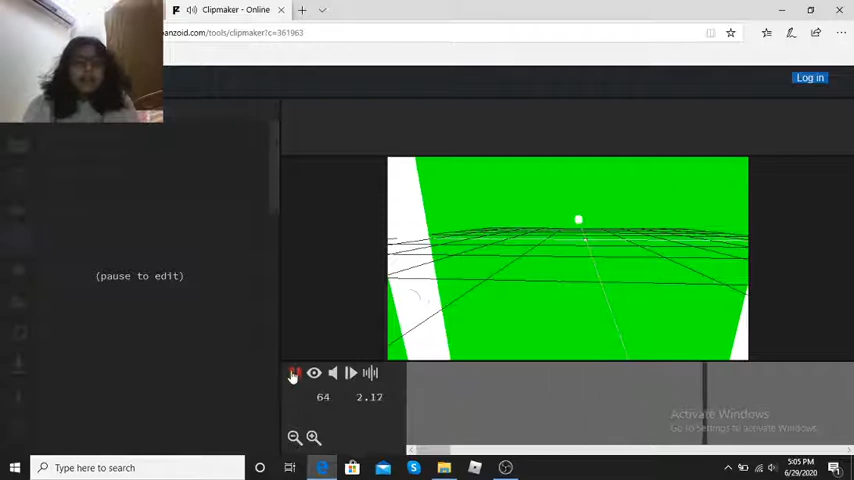 Clipmaker - Online
panzoid.com/tools/clipmaker?c=361963
Log in
(pause to edit)
64 2.12
Activate Windows
Go to Settings to activate Windows.
Type here to search
5:05 PM
6/29/2020